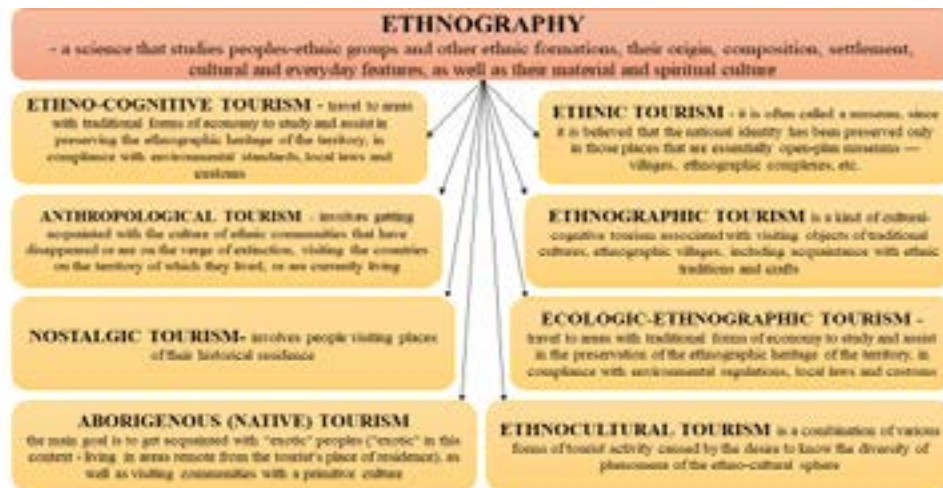 ETHNOGRAPHY
- a science that studies peoples-ethnic groups and other ethnic formations, their origin, composition, settlement,
cultural and everyday features, as well as their material and spiritual culture
ETHNO-COGNITIVE TOURISM - travel to areas
with traditional forms of economy to study and assist in
preserving the ethnographic heritage of the territory, in
compliance with environmental standards, local laws and
customs
ETHNIC TOURISM - it is often called a museum, since
it is believed that the national identity has been preserved only
in those places that are essentially open-plan museums —
villages, ethnographic complexes, etc.
ANTHROPOLOGICAL TOURISM - involves getting
acquainted with the culture of ethnic communities that have
disappeared or are on the verge of extinction, visiting the countries
on the territory of which they lived, or are currently living
ETHNOGRAPHIC TOURISM is a kind of cultural-
cognitive tourism associated with visiting objects of traditional
cultures, ethnographic villages, including acquaintance with ethnic
traditions and crafts
NOSTALGIC TOURISM- involves people visiting places
of their historical residence
ECOLOGIC-ETHNOGRAPHIC TOURISM -
travel to areas with traditional forms of economy to study and assist
in the preservation of the ethnographic heritage of the territory, in
compliance with environmental regulations, local laws and customs
ABORIGENOUS (NATIVE) TOURISM
the main goal is to get acquainted with "exotic" peoples ("exotic" in this
context - living in areas remote from the tourist's place of residence), as
well as visiting communities with a primitive culture
ETHNOCULTURAL TOURISM is a combination of various
forms of tourist activity caused by the desire to know the diversity of
phenomena of the ethno-cultural sphere